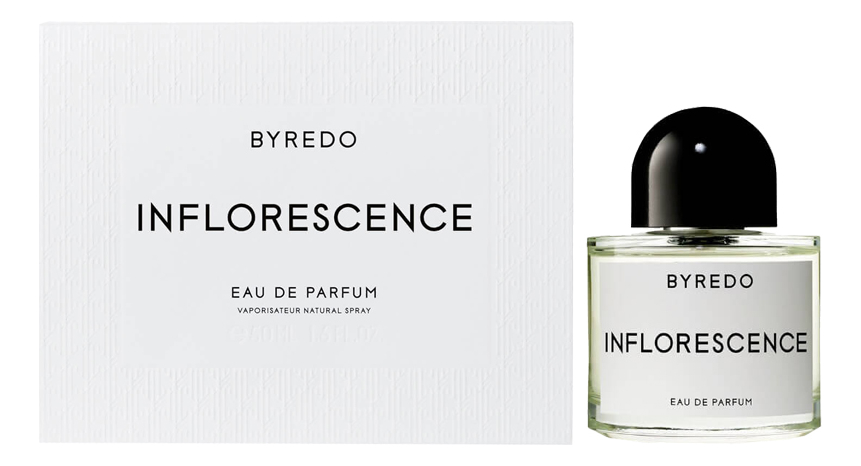 BYREDO
INFLORESCENCE
EAU DE PARFUM
VAPORISATEUR NATURAL SPRAY
BYREDO
INFLORESCENCE
EAU DE PARFUM